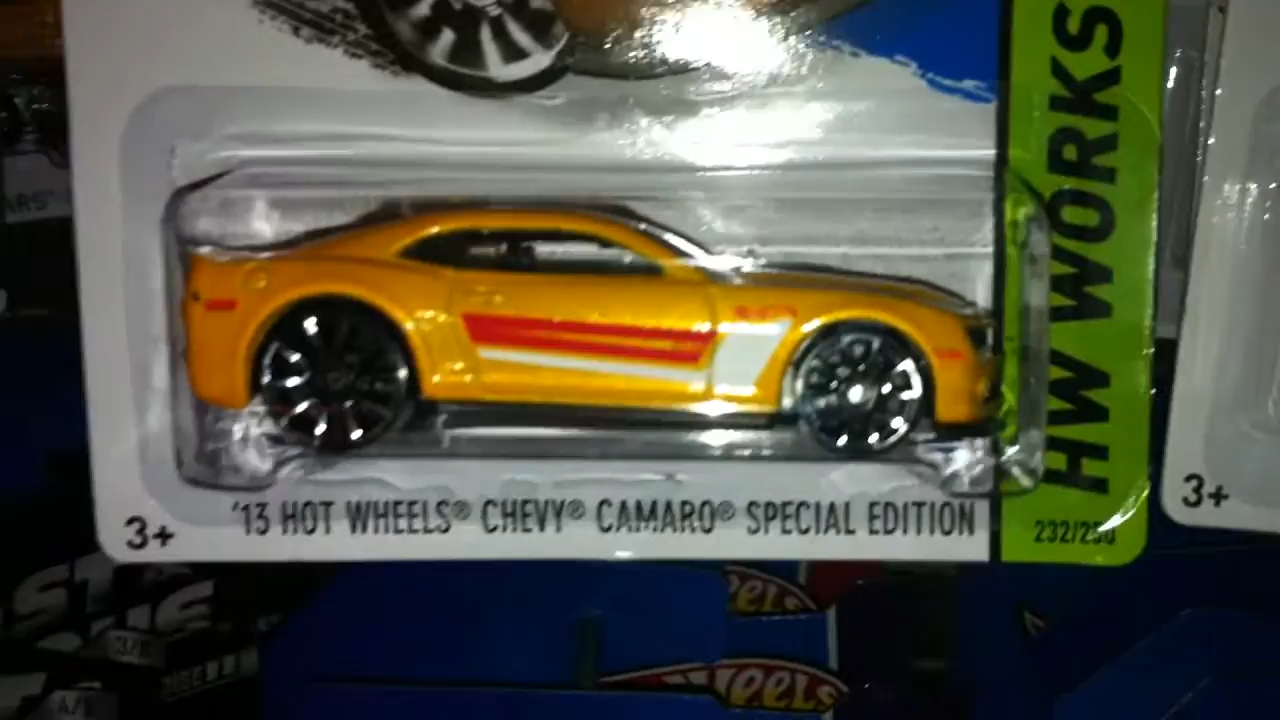 HW WORKS
'13 HOT WHEELS® CHEVY® CAMARO® SPECIAL EDITION
3+
232/250
3+